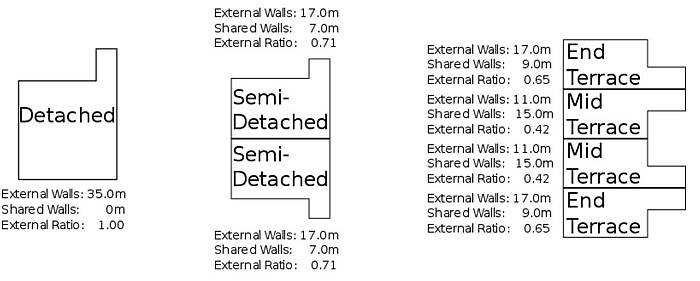 Detached
External Walls: 35.0m
Shared Walls: 0m
External Ratio: 1.00
External Walls: 17.0m
Shared Walls: 7.0m
External Ratio: 0.71
Semi-
Detached
Semi-
Detached
External Walls: 17.0m
Shared Walls: 7.0m
External Ratio: 0.71
External Walls: 17.0m
Shared Walls: 9.0m
External Ratio: 0.65
End
Terrace
External Walls: 11.0m
Shared Walls: 15.0m
External Ratio: 0.42
Mid
Terrace
External Walls: 11.0m
Shared Walls: 15.0m
External Ratio: 0.42
Mid
Terrace
External Walls: 17.0m
Shared Walls: 9.0m
External Ratio: 0.65
End
Terrace